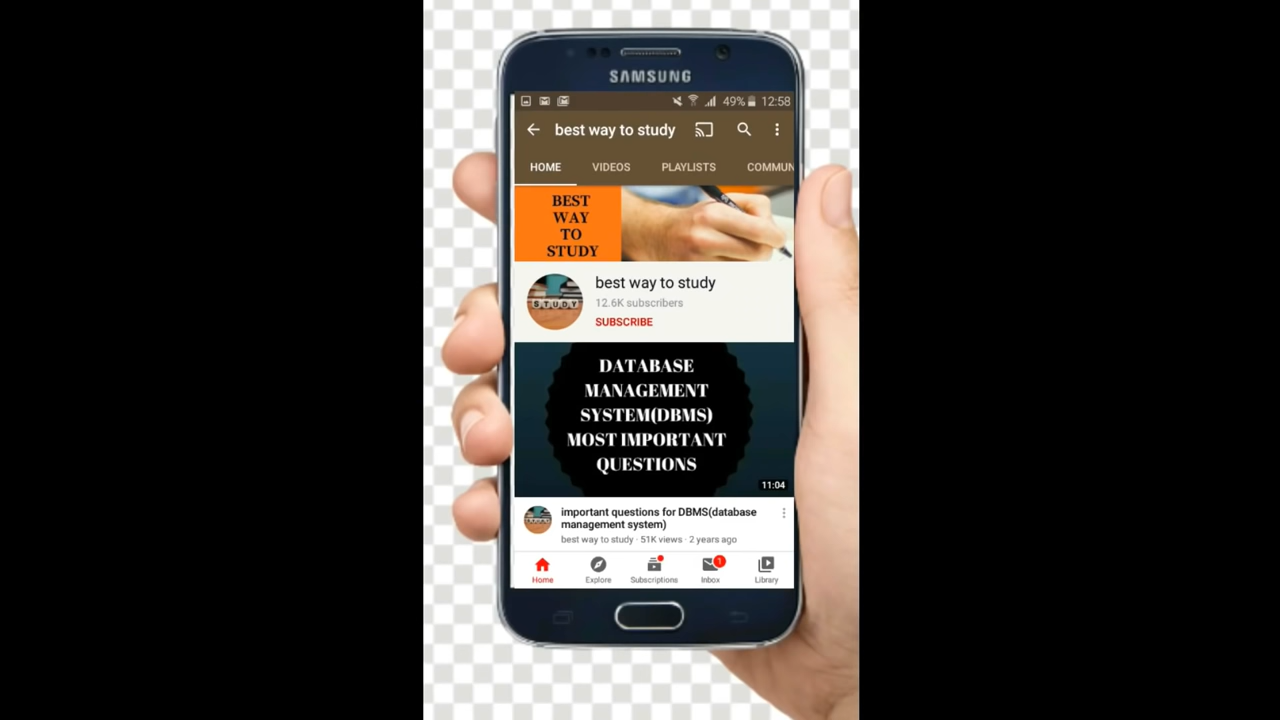 SAMSUNG
49% 12:58
best way to study
HOME VIDEOS PLAYLISTS COMMUN
BEST
WAY
TO
STUDY
STUDY
best way to study
12.6K subscribers
SUBSCRIBE
DATABASE
MANAGEMENT
SYSTEM(DBMS)
MOST IMPORTANT
QUESTIONS
11:04
important questions for DBMS(database
management system)
best way to study · 51K views · 2 years ago
1
Home Explore Subscriptions Inbox Library